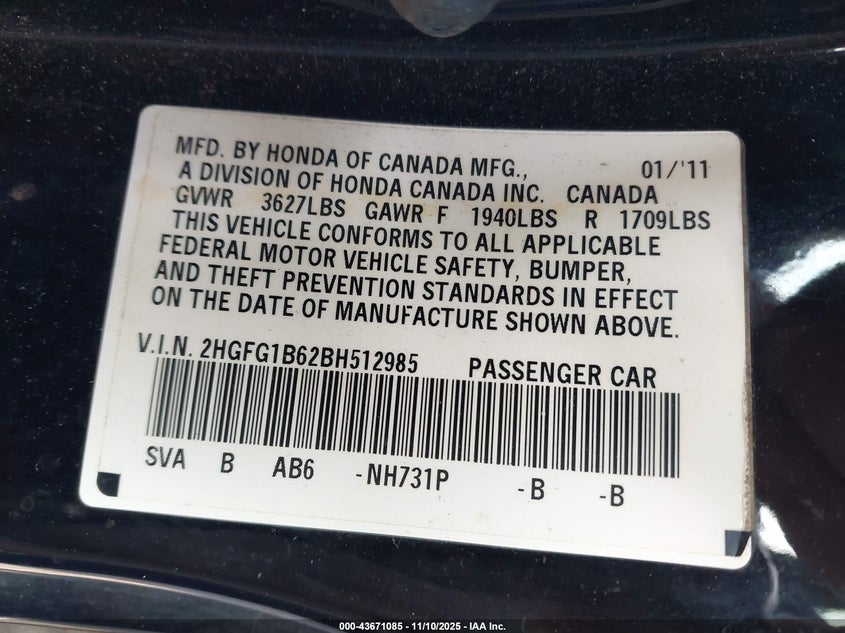 MFD. BY HONDA OF CANADA MFG., 01/'11
A DIVISION OF HONDA CANADA INC. CANADA
GVWR 3627LBS GAWR F 1940LBS R 1709LBS
THIS VEHICLE CONFORMS TO ALL APPLICABLE
FEDERAL MOTOR VEHICLE SAFETY, BUMPER,
AND THEFT PREVENTION STANDARDS IN EFFECT
ON THE DATE OF MANUFACTURE SHOWN ABOVE.
V.I.N. 2HGFG1B62BH512985 PASSENGER CAR
SVA B AB6 -NH731P -B -B
000-43671085 - 11/10/2025 - IAA Inc.